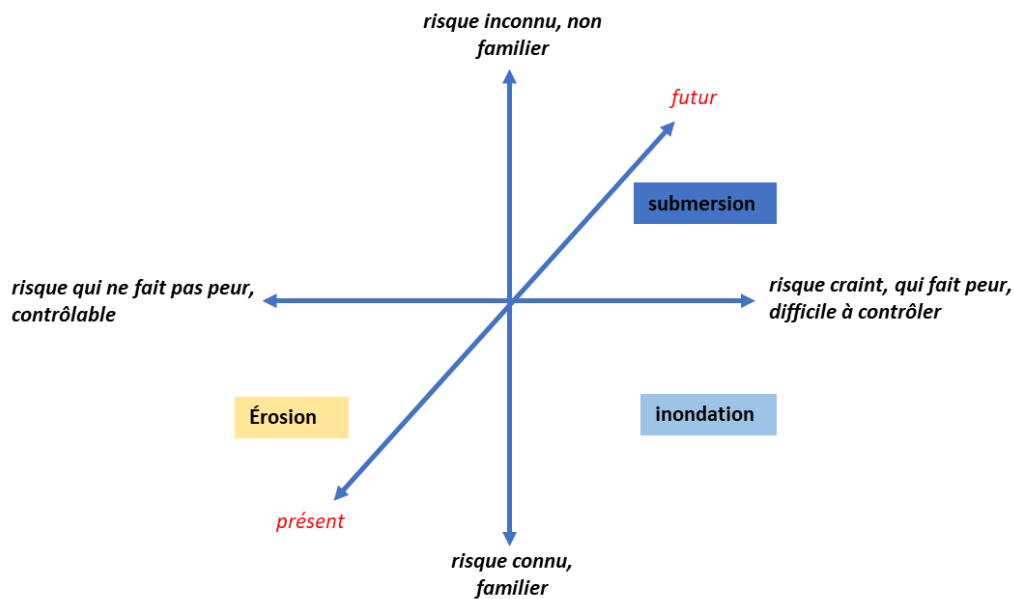 risque inconnu, non
familier
futur
submersion
risque qui ne fait pas peur,
contrôlable
risque craint, qui fait peur,
difficile à contrôler
Érosion
inondation
présent
risque connu,
familier